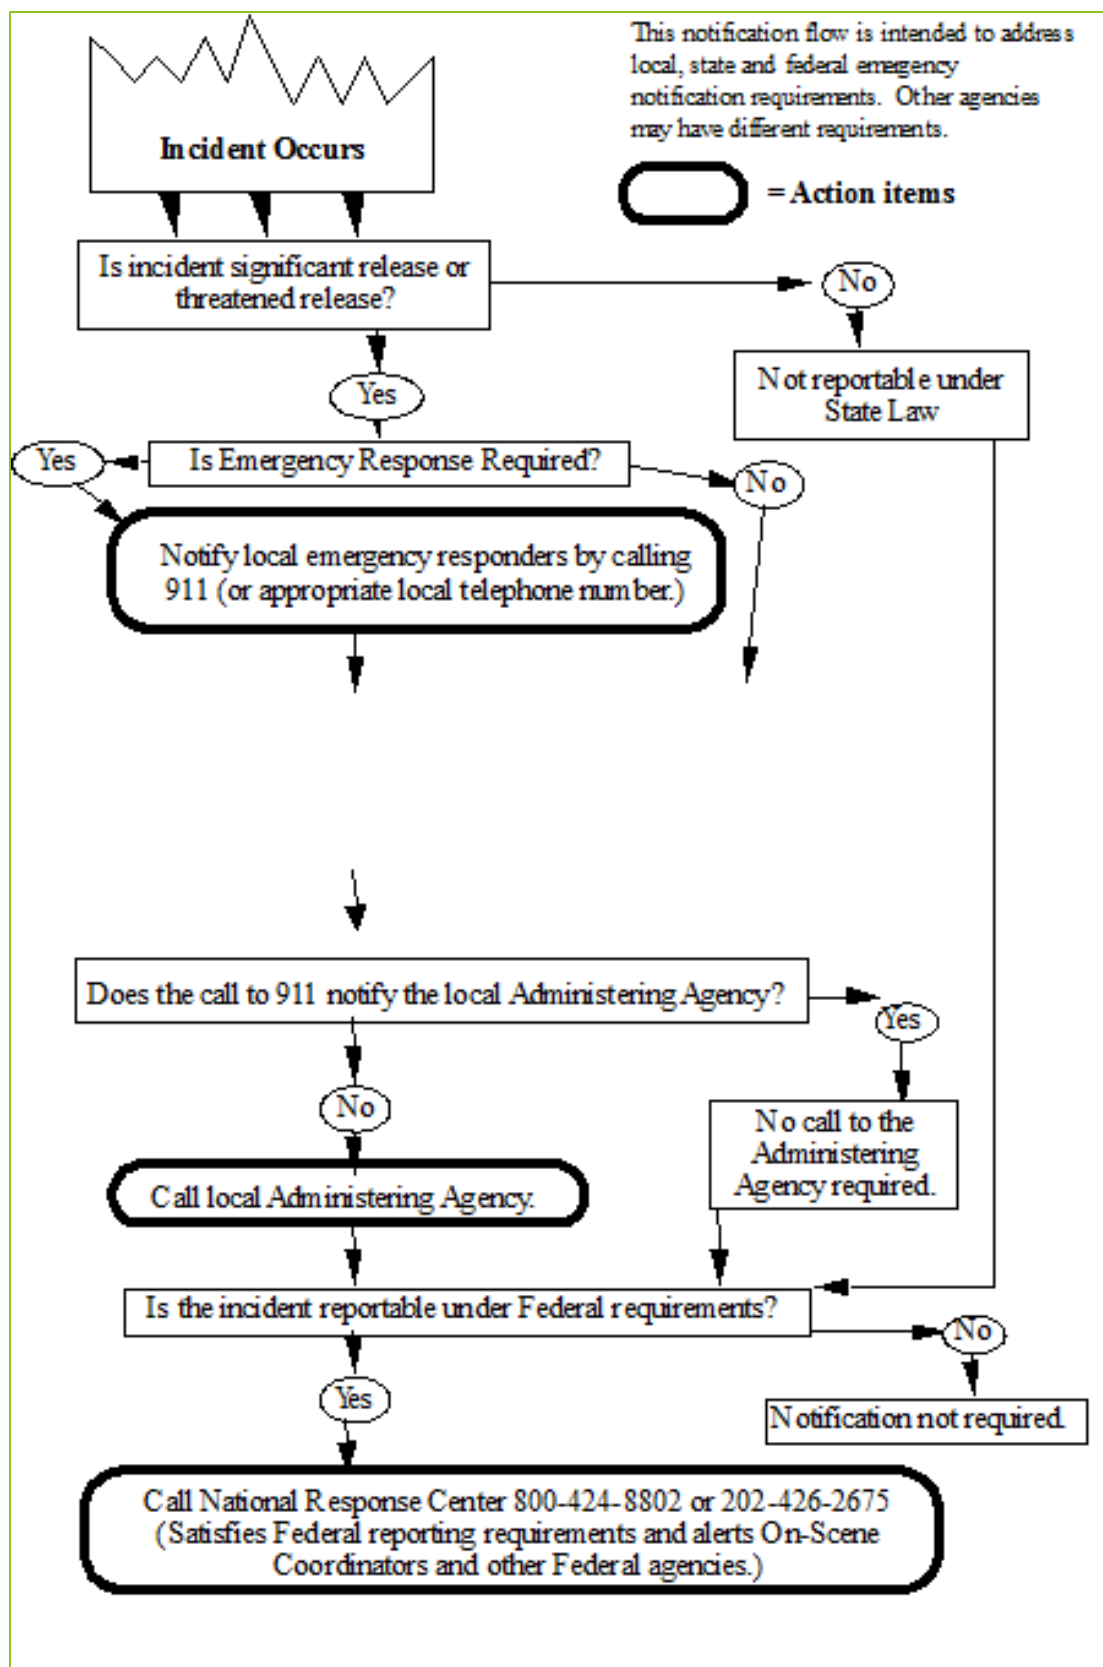 This notification flow is intended to address
local, state and federal emergency
notification requirements. Other agencies
may have different requirements.
Incident Occurs
= Action items
Is incident significant release or
threatened release?
No
Yes
Not reportable under
State Law
Yes
Is Emergency Response Required?
No
Notify local emergency responders by calling
911 (or appropriate local telephone number.)
Does the call to 911 notify the local Administering Agency?
Yes
No
No call to the
Administering
Agency required.
Call local Administering Agency.
Is the incident reportable under Federal requirements?
No
Yes
Notification not required.
Call National Response Center 800-424-8802 or 202-426-2675
(Satisfies Federal reporting requirements and alerts On-Scene
Coordinators and other Federal agencies.)